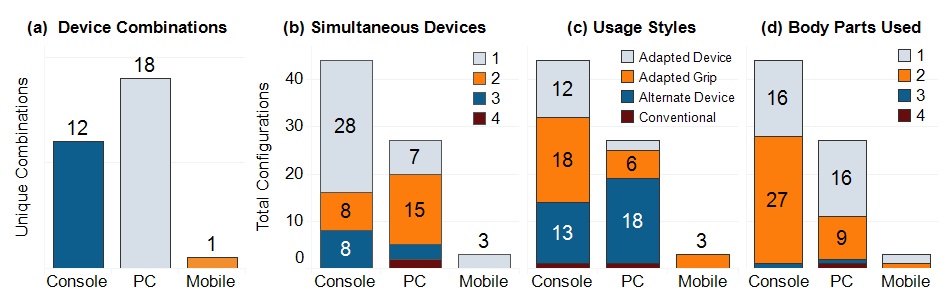 (a) Device Combinations
Unique Combinations
12
18
1
Console PC Mobile
(b) Simultaneous Devices
Total Configurations
40
30
20
10
0
1
2
3
4
28
8
8
7
15
3
Console PC Mobile
(c) Usage Styles
Adapted Device
Adapted Grip
Alternate Device
Conventional
12
18
13
6
18
3
Console PC Mobile
(d) Body Parts Used
1
2
3
4
16
27
16
9
Console PC Mobile